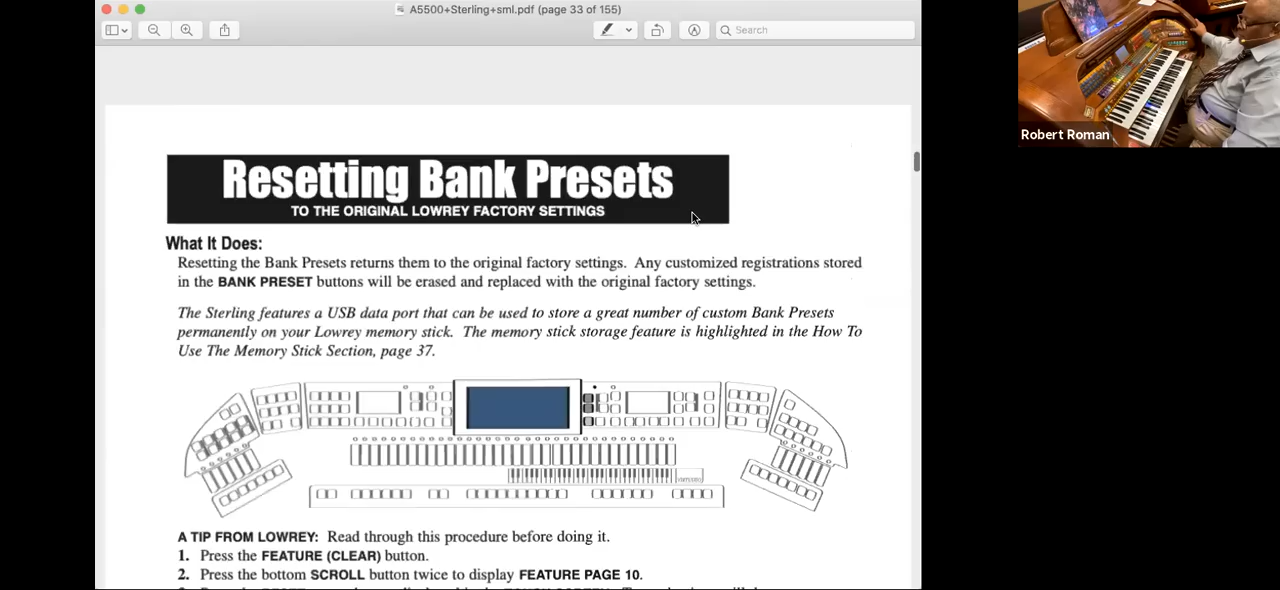 A5500+Sterling+sml.pdf (page 33 of 155)
Search
Robert Roman
Resetting Bank Presets
TO THE ORIGINAL LOWREY FACTORY SETTINGS
What It Does:
Resetting the Bank Presets returns them to the original factory settings. Any customized registrations stored
in the BANK PRESET buttons will be erased and replaced with the original factory settings.
The Sterling features a USB data port that can be used to store a great number of custom Bank Presets
permanently on your Lowrey memory stick. The memory stick storage feature is highlighted in the How To
Use The Memory Stick Section, page 37.
A TIP FROM LOWREY: Read through this procedure before doing it.
1. Press the FEATURE (CLEAR) button.
2. Press the bottom SCROLL button twice to display FEATURE PAGE 10.